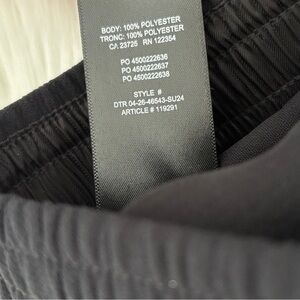 BODY: 100% POLYESTER
TRONC: 100% POLYESTER
CA 23725 RN 122354
PO 4500222636
PO 4500222637
PO 4500222638
STYLE #
DTR 04-26-46543-SU24
ARTICLE # 119291